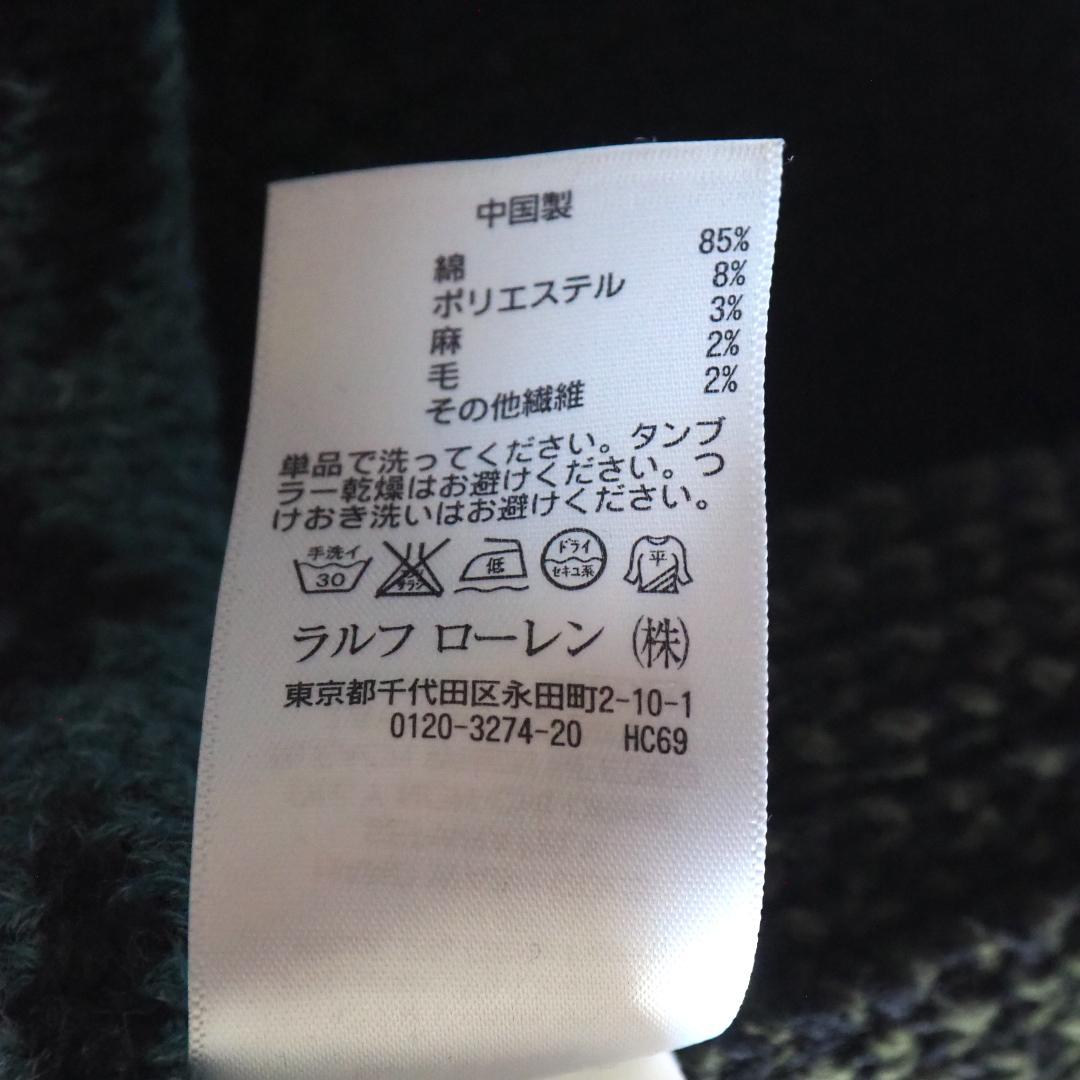 中国製
綿 85%
ポリエステル 8%
麻 3%
毛 2%
その他繊維 2%
単品で洗ってください。タンブ
ラー乾燥はお避けください。つ
けおき洗いはお避けください。
手洗イ 30 サラシ 低 ドライ セキユ系 平
ラルフ ローレン ㈱
東京都千代田区永田町2-10-1
0120-3274-20 HC69